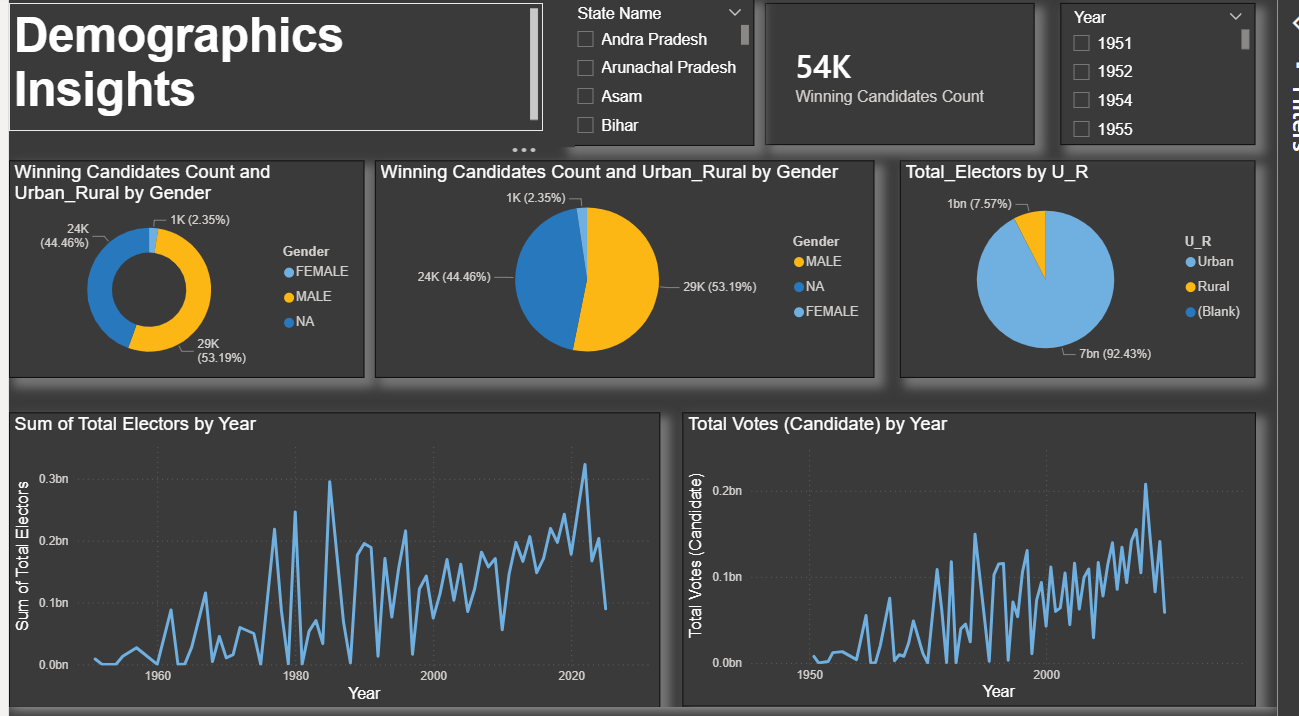 Demographics
Insights
State Name
Andra Pradesh
Arunachal Pradesh
Asam
Bihar
54K
Winning Candidates Count
Year
1951
1952
1954
1955
Filters
Winning Candidates Count and
Urban_Rural by Gender
1K (2.35%)
24K
(44.46%)
29K
(53.19%)
Gender
FEMALE
MALE
NA
Winning Candidates Count and Urban_Rural by Gender
1K (2.35%)
24K (44.46%)
29K (53.19%)
Gender
MALE
NA
FEMALE
Total_Electors by U_R
1bn (7.57%)
7bn (92.43%)
U_R
Urban
Rural
(Blank)
Sum of Total Electors by Year
Sum of Total Electors
0.3bn
0.2bn
0.1bn
0.0bn
1960
1980
2000
2020
Year
Total Votes (Candidate) by Year
Total Votes (Candidate)
0.2bn
0.1bn
0.0bn
1950
2000
Year